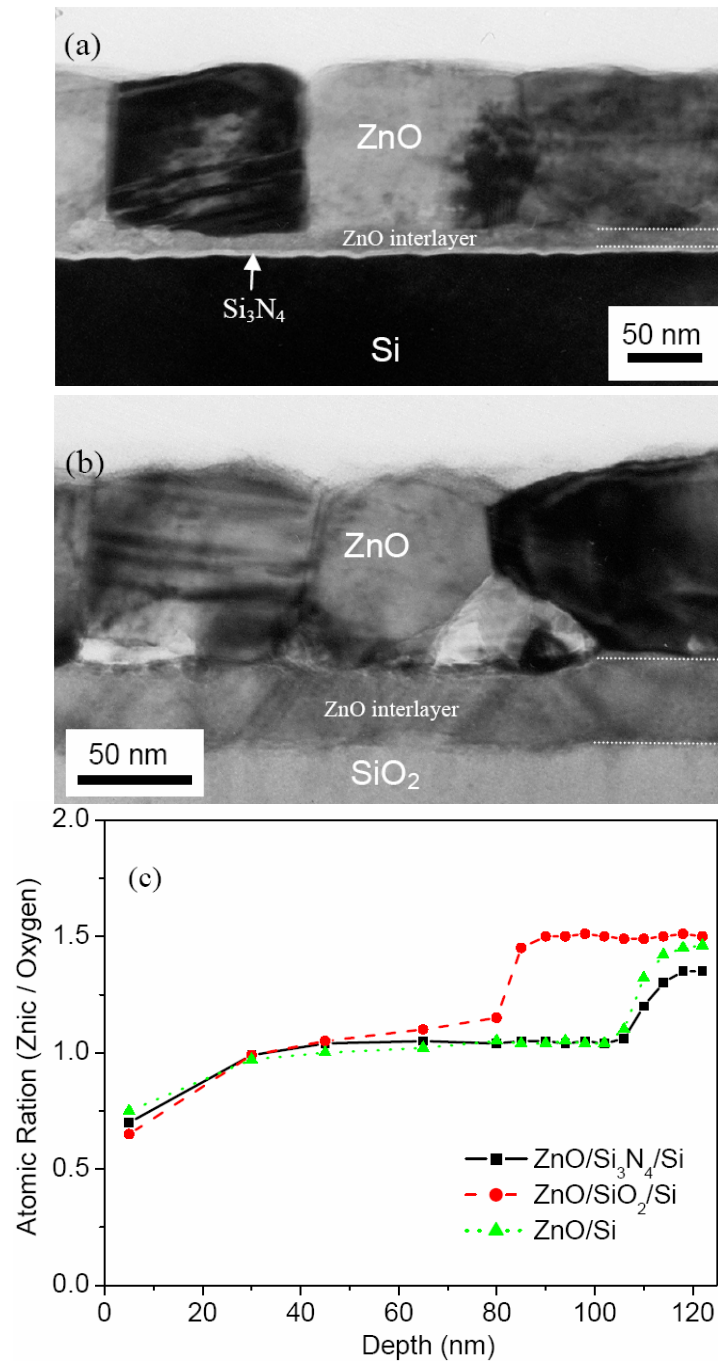 (a)
ZnO
ZnO interlayer
Si₃N₄
Si
50 nm
(b)
ZnO
ZnO interlayer
50 nm
SiO₂
(c)
Atomic Ration (Znic / Oxygen)
2.0
1.5
1.0
0.5
0.0
ZnO/Si₃N₄/Si
ZnO/SiO₂/Si
ZnO/Si
0 20 40 60 80 100 120
Depth (nm)